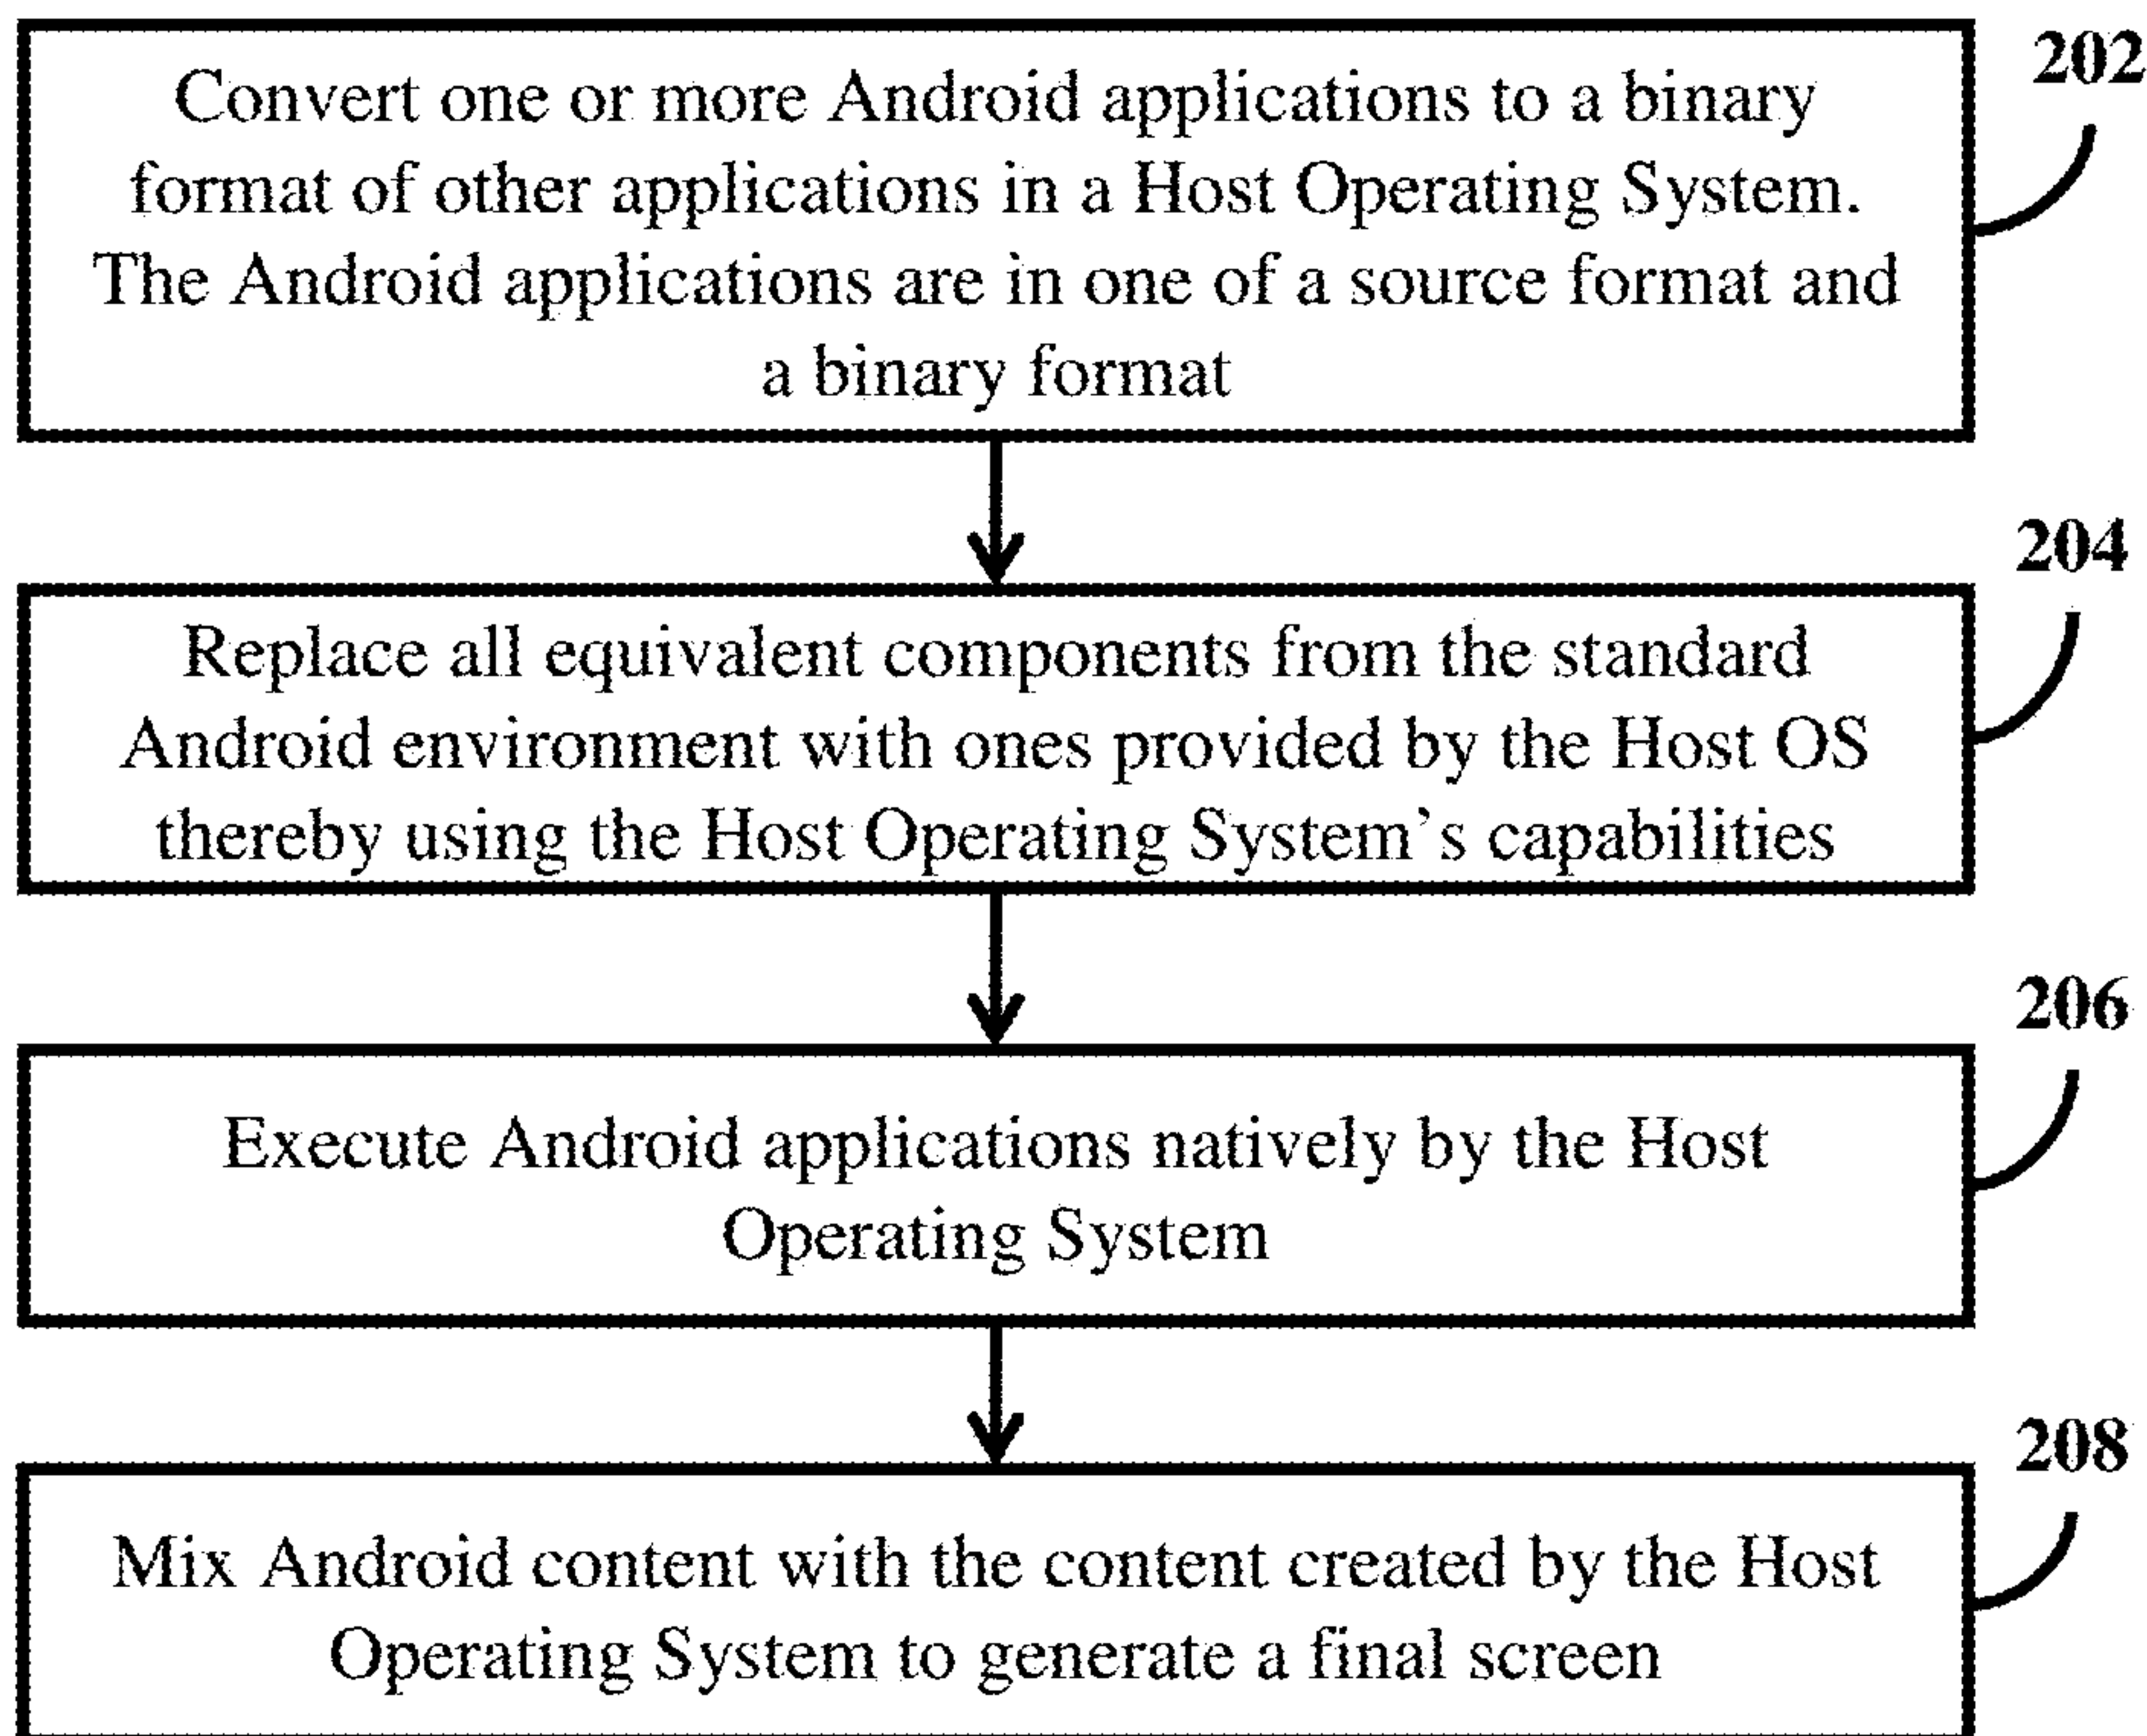 202
Convert one or more Android applications to a binary
format of other applications in a Host Operating System.
The Android applications are in one of a source format and
a binary format
204
Replace all equivalent components from the standard
Android environment with ones provided by the Host OS
thereby using the Host Operating System's capabilities
206
Execute Android applications natively by the Host
Operating System
208
Mix Android content with the content created by the Host
Operating System to generate a final screen